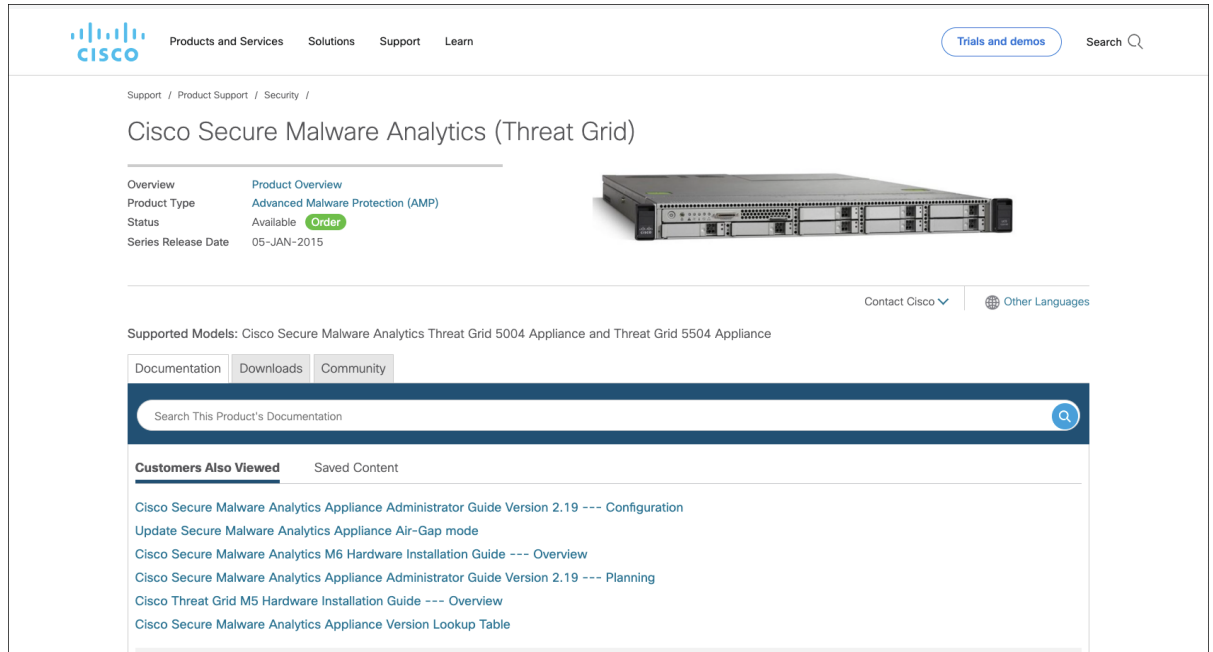 CISCO
Products and Services Solutions Support Learn
Trials and demos
Search
Support / Product Support / Security /
Cisco Secure Malware Analytics (Threat Grid)
Overview Product Overview
Product Type Advanced Malware Protection (AMP)
Status Available Order
Series Release Date 05-JAN-2015
Contact Cisco
Other Languages
Supported Models: Cisco Secure Malware Analytics Threat Grid 5004 Appliance and Threat Grid 5504 Appliance
Documentation Downloads Community
Search This Product's Documentation
Customers Also Viewed Saved Content
Cisco Secure Malware Analytics Appliance Administrator Guide Version 2.19 --- Configuration
Update Secure Malware Analytics Appliance Air-Gap mode
Cisco Secure Malware Analytics M6 Hardware Installation Guide --- Overview
Cisco Secure Malware Analytics Appliance Administrator Guide Version 2.19 --- Planning
Cisco Threat Grid M5 Hardware Installation Guide --- Overview
Cisco Secure Malware Analytics Appliance Version Lookup Table